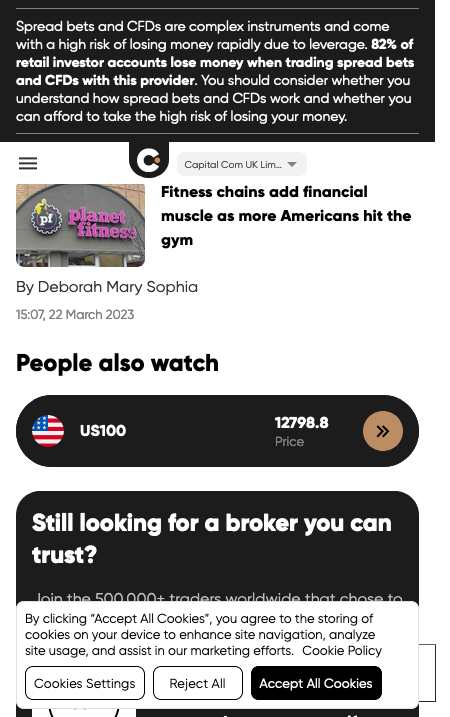 Spread bets and CFDs are complex instruments and come
with a high risk of losing money rapidly due to leverage. 82% of
retail investor accounts lose money when trading spread bets
and CFDs with this provider. You should consider whether you
understand how spread bets and CFDs work and whether you
can afford to take the high risk of losing your money.
Capital Com UK Lim...
pf planet
fitness
Fitness chains add financial
muscle as more Americans hit the
gym
By Deborah Mary Sophia
15:07, 22 March 2023
People also watch
US100
12798.8
Price
Still looking for a broker you can
trust?
Join the 500,000+ traders worldwide that chose to
By clicking “Accept All Cookies”, you agree to the storing of
cookies on your device to enhance site navigation, analyze
site usage, and assist in our marketing efforts. Cookie Policy
Cookies Settings
Reject All
Accept All Cookies